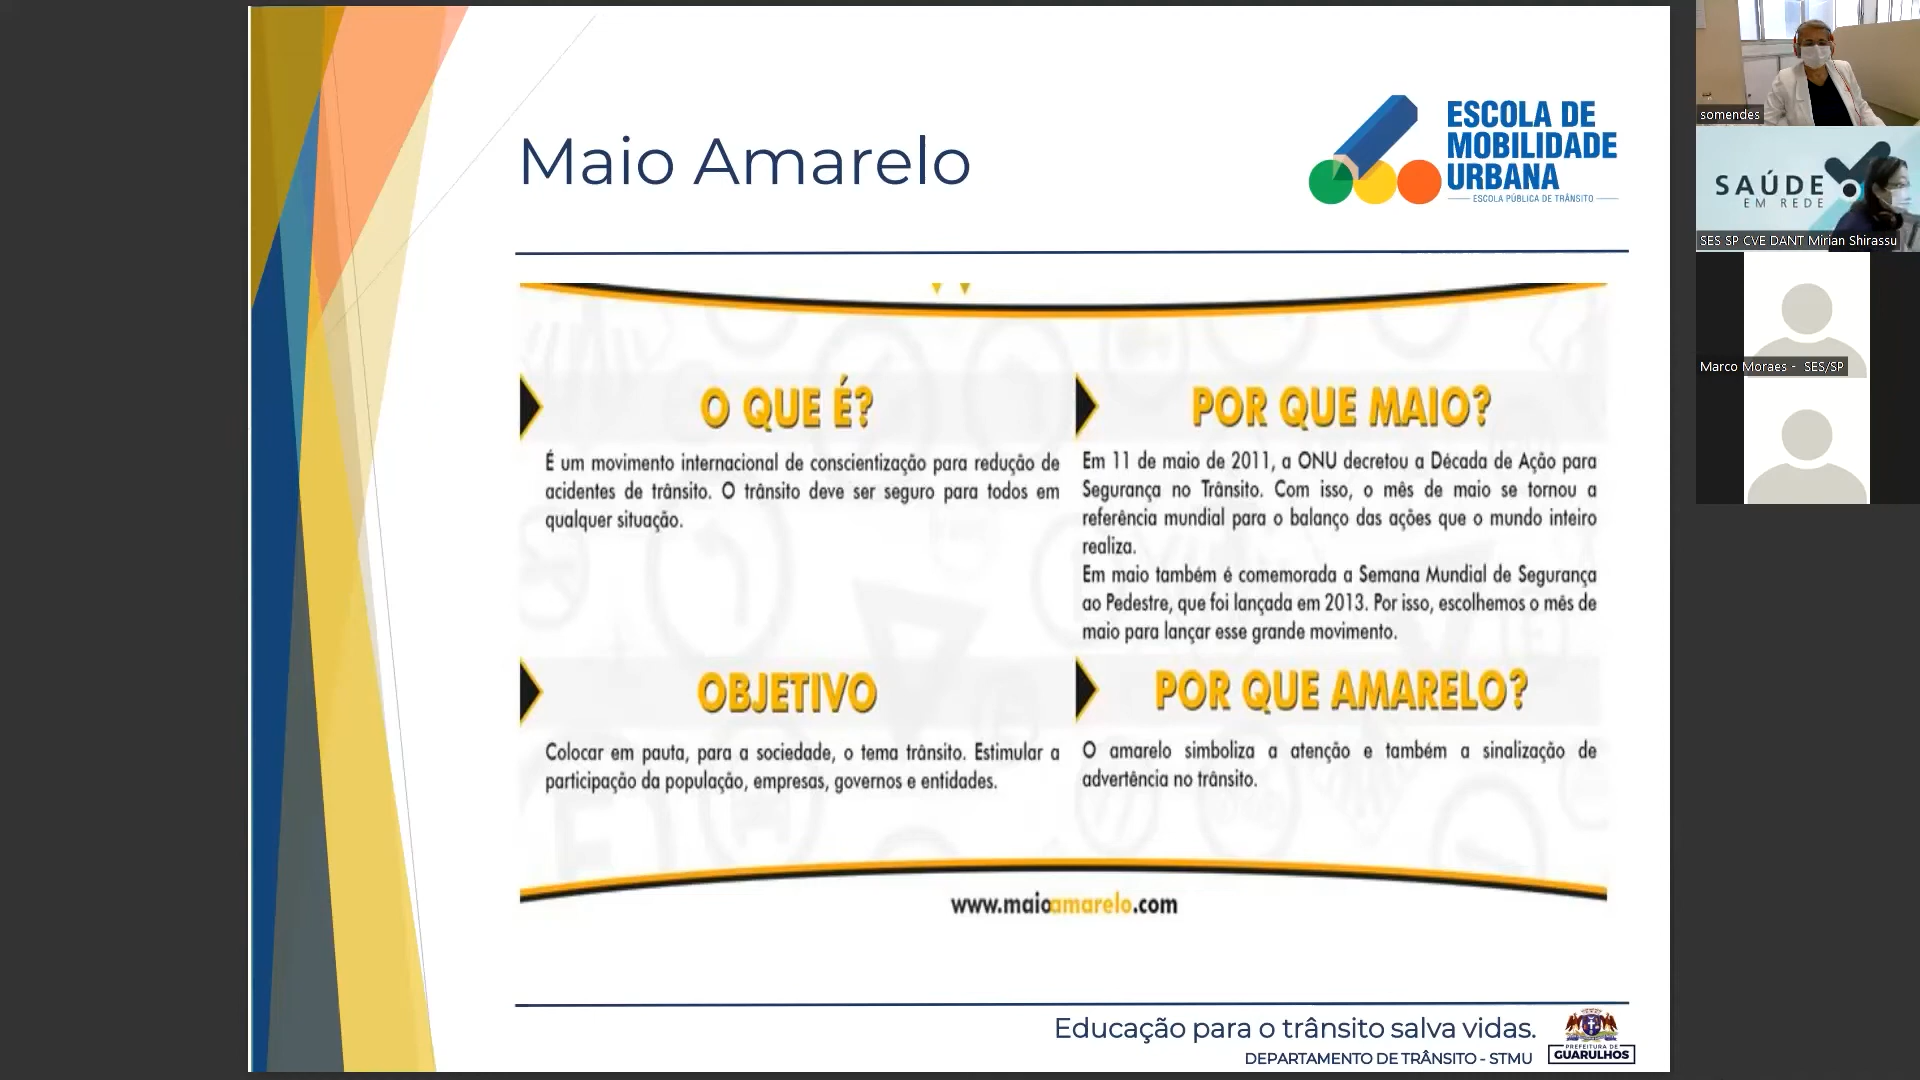 Maio Amarelo
ESCOLA DE
MOBILIDADE
URBANA
ESCOLA PÚBLICA DE TRÂNSITO
O QUE É?
É um movimento internacional de conscientização para redução de
acidentes de trânsito. O trânsito deve ser seguro para todos em
qualquer situação.
POR QUE MAIO?
Em 11 de maio de 2011, a ONU decretou a Década de Ação para
Segurança no Trânsito. Com isso, o mês de maio se tornou a
referência mundial para o balanço das ações que o mundo inteiro
realiza.
Em maio também é comemorada a Semana Mundial de Segurança
ao Pedestre, que foi lançada em 2013. Por isso, escolhemos o mês de
maio para lançar esse grande movimento.
OBJETIVO
Colocar em pauta, para a sociedade, o tema trânsito. Estimular a
participação da população, empresas, governos e entidades.
POR QUE AMARELO?
O amarelo simboliza a atenção e também a sinalização de
advertência no trânsito.
www.maioamarelo.com
Educação para o trânsito salva vidas.
DEPARTAMENTO DE TRÂNSITO - STMU
PREFEITURA DE
GUARULHOS
somendes
SAÚDE
EM REDE
SES SP CVE DANT Mirian Shirassu
Marco Moraes - SES/SP